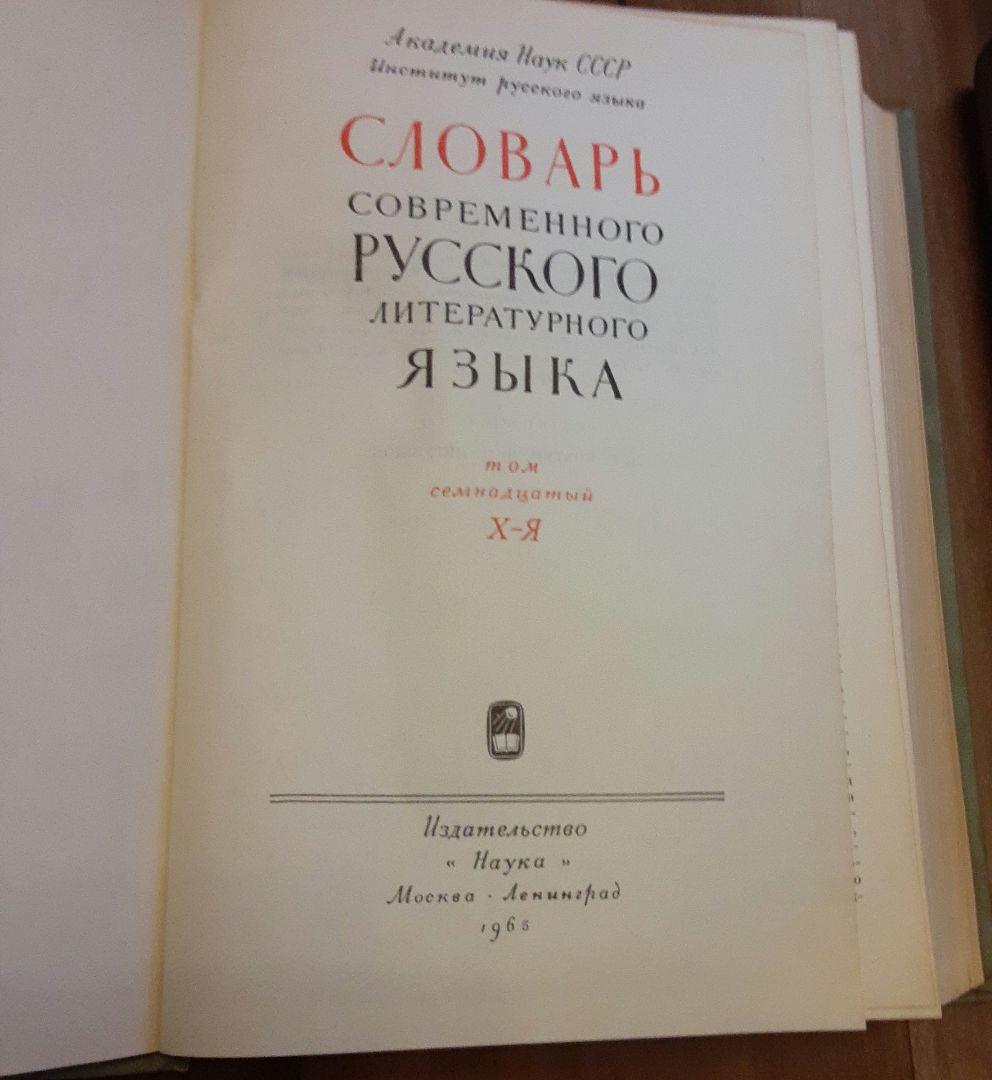 Академия Наук СССР
Институт русского языка
СЛОВАРЬ
СОВРЕМЕННОГО
РУССКОГО
ЛИТЕРАТУРНОГО
ЯЗЫКА
том
семнадцатый
Х-Я
Издательство
« Наука »
Москва · Ленинград
1965